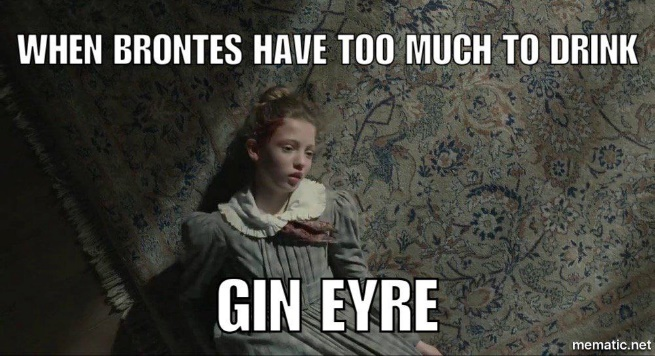 WHEN BRONTES HAVE TOO MUCH TO DRINK
GIN EYRE
mematic.net